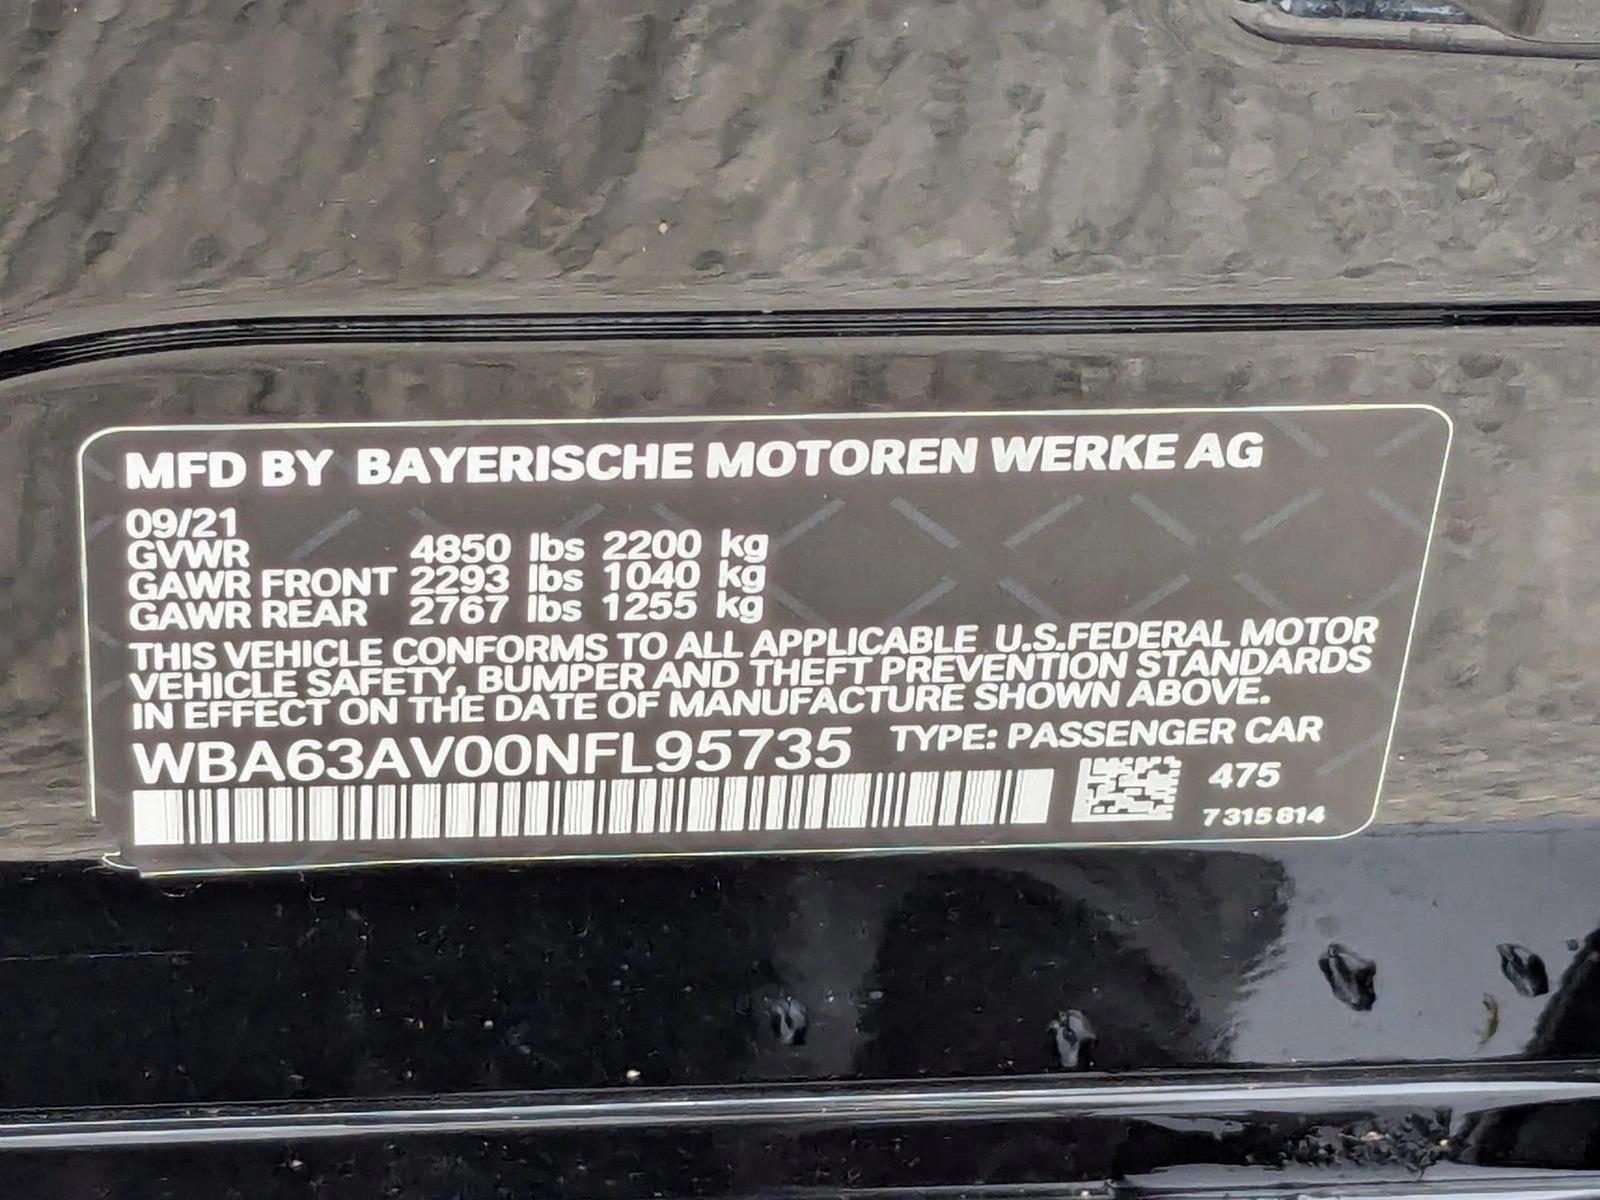 MFD BY BAYERISCHE MOTOREN WERKE AG
09/21
GVWR 4850 lbs 2200 kg
GAWR FRONT 2293 lbs 1040 kg
GAWR REAR 2767 lbs 1255 kg
THIS VEHICLE CONFORMS TO ALL APPLICABLE U.S.FEDERAL MOTOR
VEHICLE SAFETY, BUMPER AND THEFT PREVENTION STANDARDS
IN EFFECT ON THE DATE OF MANUFACTURE SHOWN ABOVE.
WBA63AV00NFL95735 TYPE: PASSENGER CAR
475
7 315 814